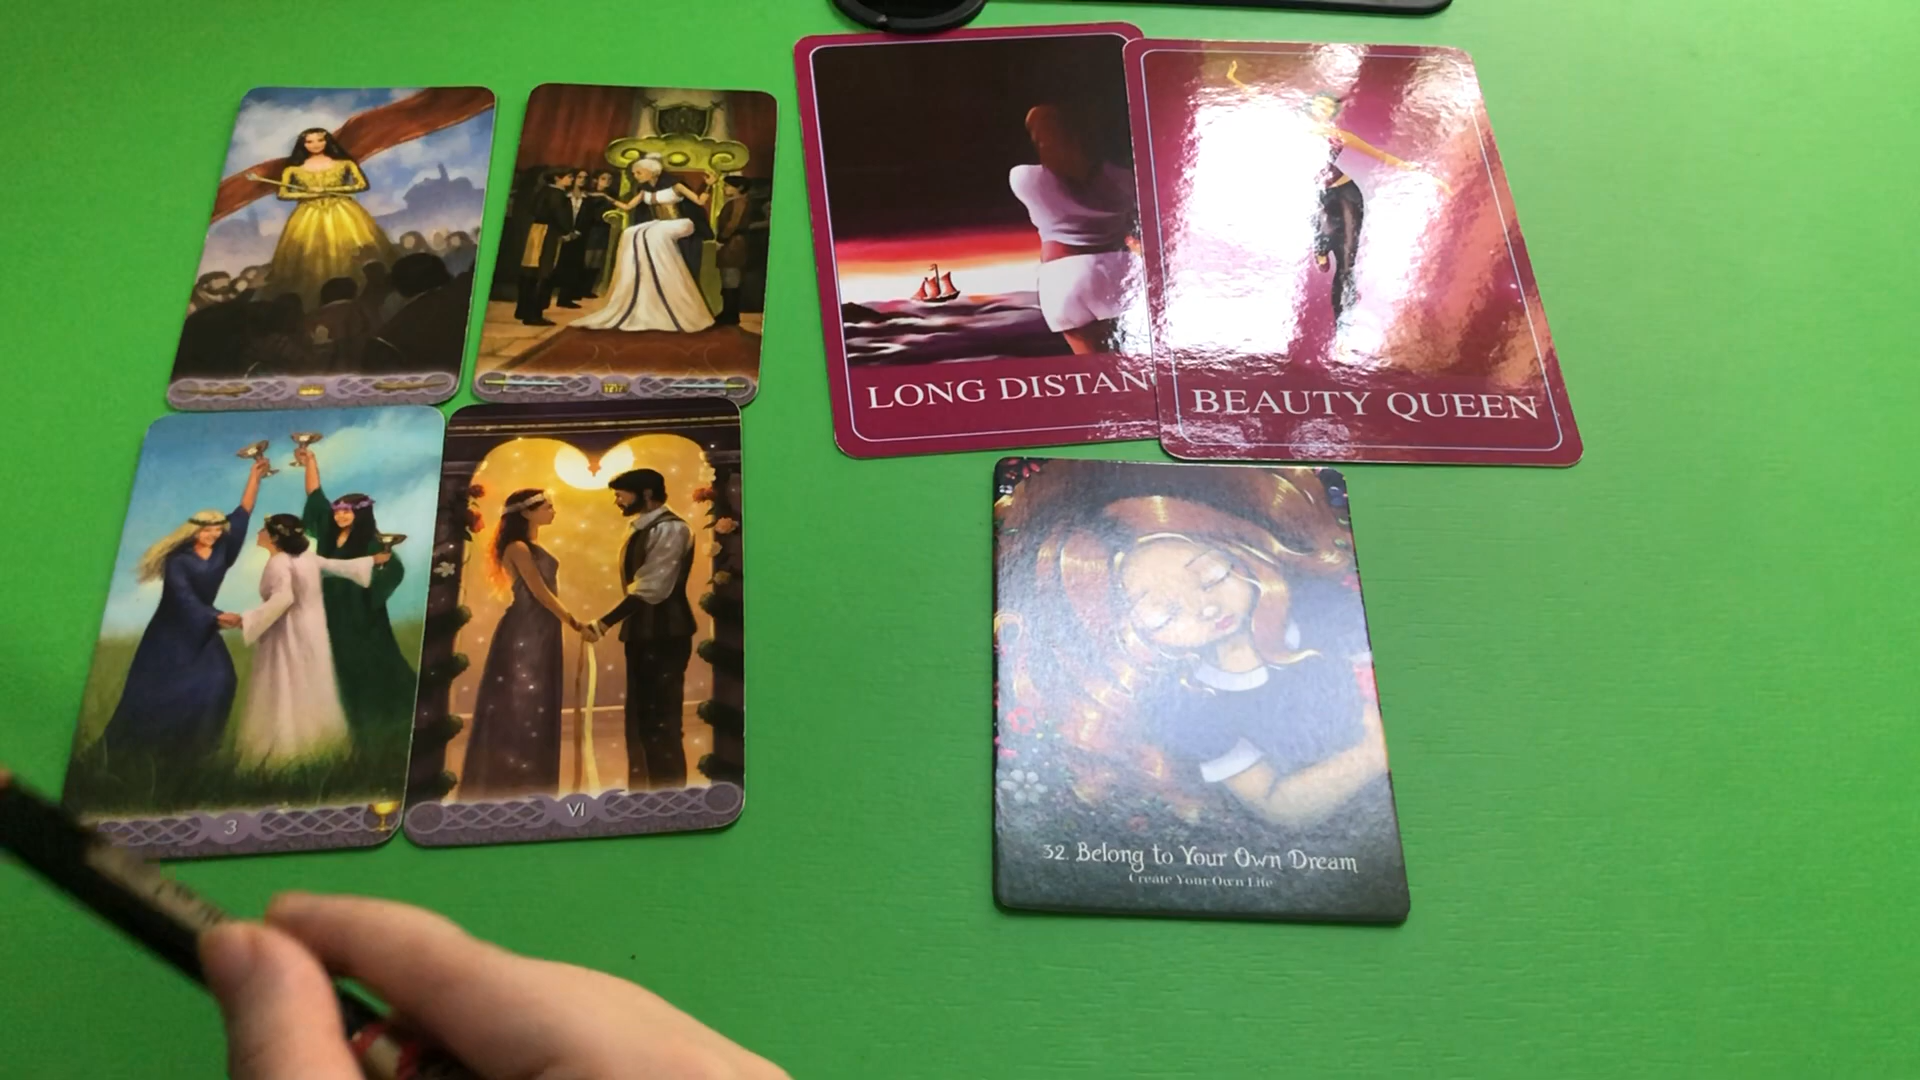 LONG DISTAN
BEAUTY QUEEN
3
VI
32. Belong to Your Own Dream
Create Your Own Life